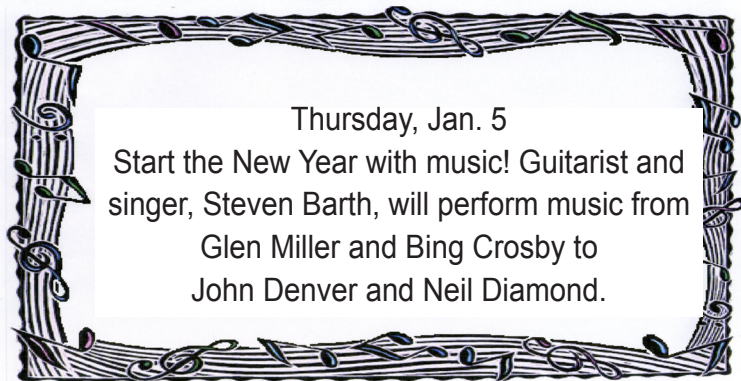 Thursday, Jan. 5
Start the New Year with music! Guitarist and
singer, Steven Barth, will perform music from
Glen Miller and Bing Crosby to
John Denver and Neil Diamond.